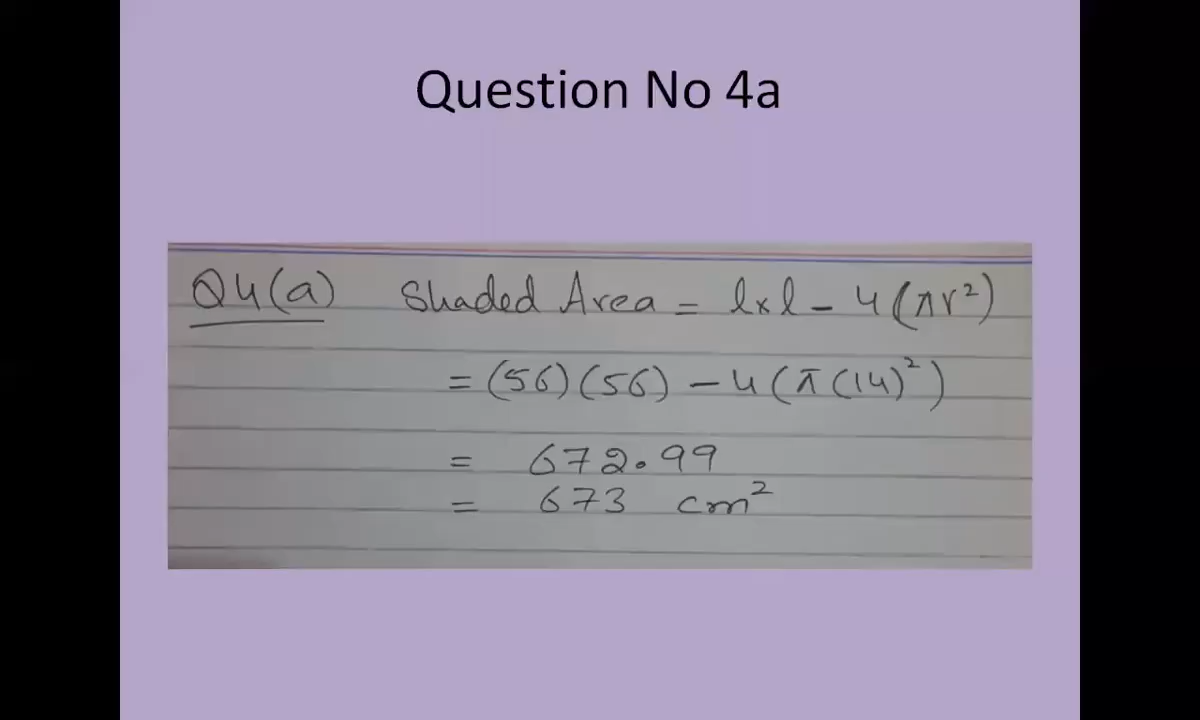 Question No 4a
Q4(a) Shaded Area = l×l - 4(πr²)
= (56)(56) - 4(π(14)²)
= 672.99
= 673 cm²